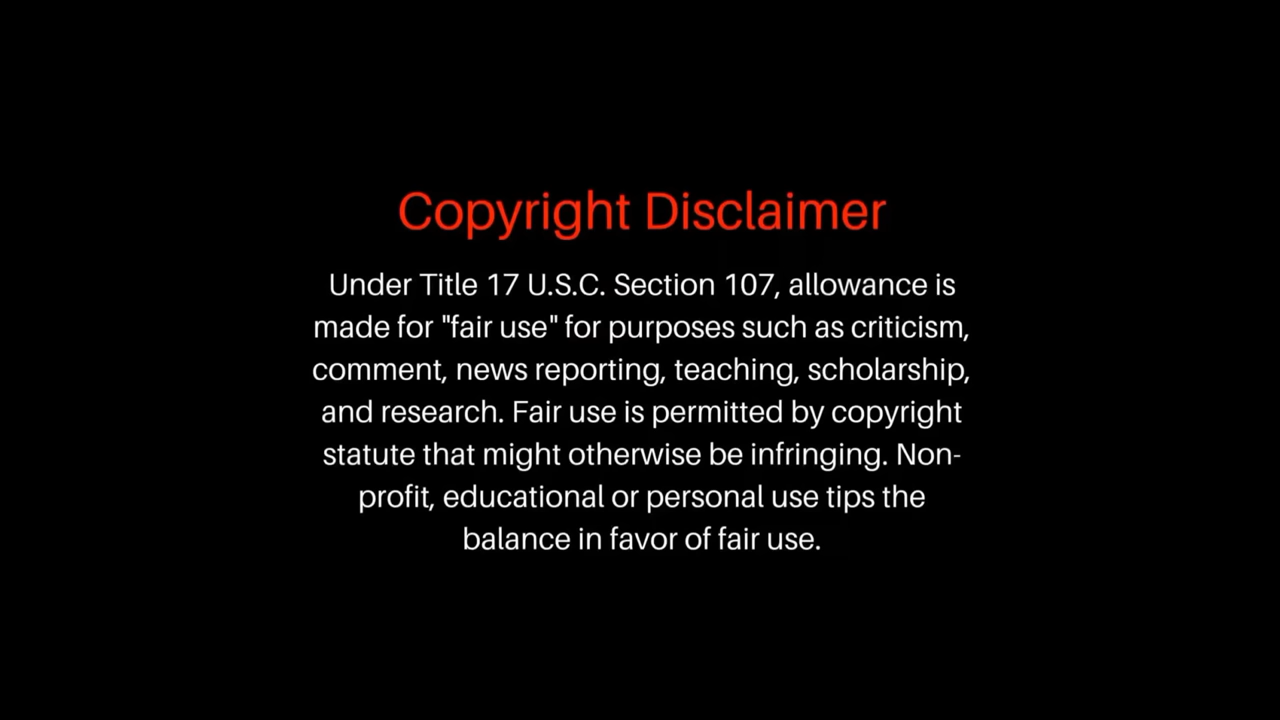 Copyright Disclaimer
Under Title 17 U.S.C. Section 107, allowance is
made for "fair use" for purposes such as criticism,
comment, news reporting, teaching, scholarship,
and research. Fair use is permitted by copyright
statute that might otherwise be infringing. Non-
profit, educational or personal use tips the
balance in favor of fair use.